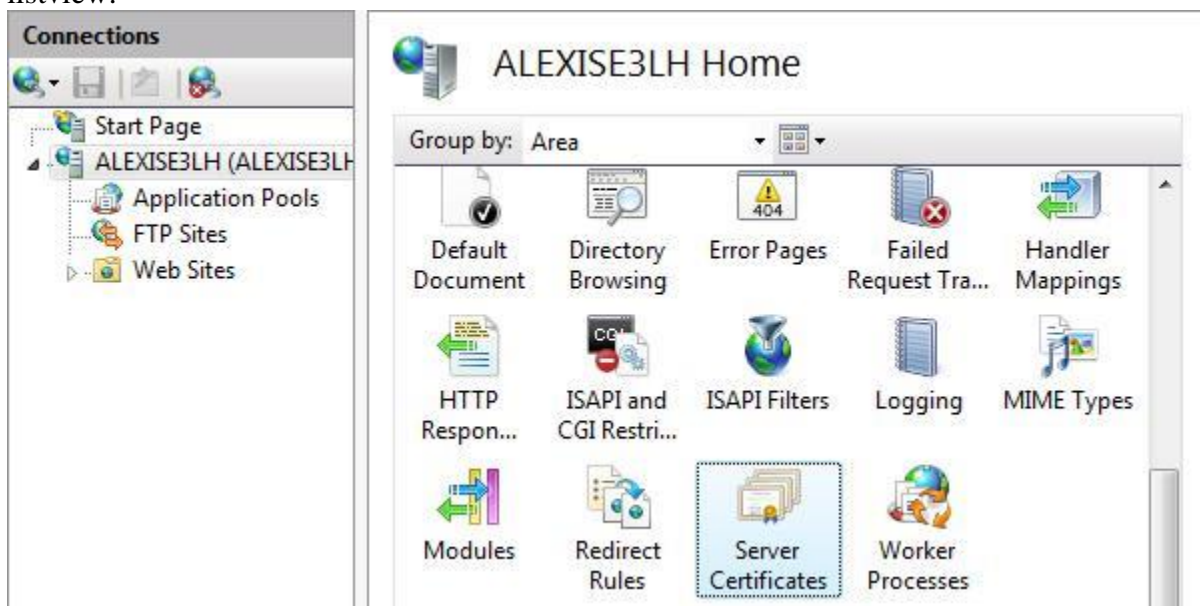 listview.
Connections
Start Page
ALEXISE3LH (ALEXISE3LH
Application Pools
FTP Sites
Web Sites
ALEXISE3LH Home
Group by: Area
404
Default
Document
Directory
Browsing
Error Pages
Failed
Request Tra...
Handler
Mappings
CGI
HTTP
Respon...
ISAPI and
CGI Restri...
ISAPI Filters
Logging
MIME Types
Modules
Redirect
Rules
Server
Certificates
Worker
Processes